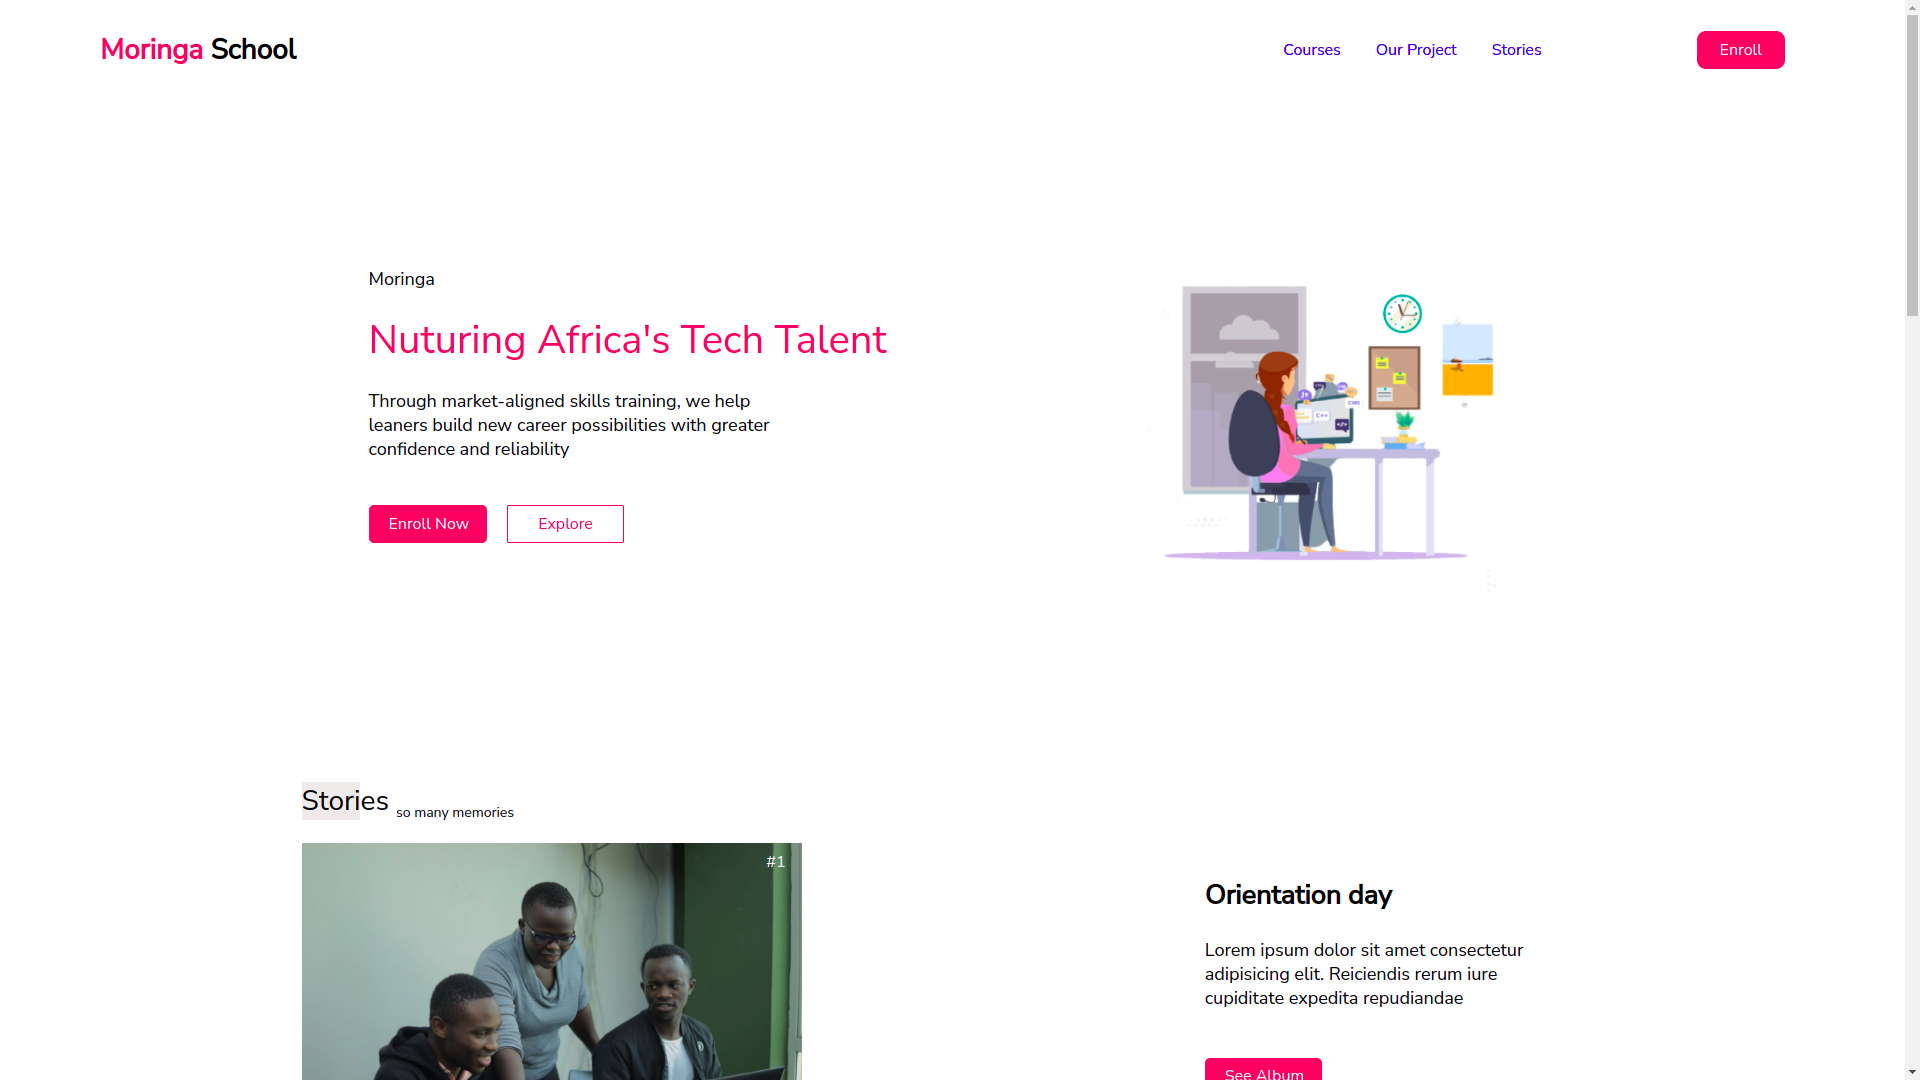 Moringa School
Courses
Our Project
Stories
Enroll
Moringa
Nuturing Africa's Tech Talent
Through market-aligned skills training, we help
leaners build new career possibilities with greater
confidence and reliability
Enroll Now
Explore
C++
</>
Stories so many memories
#1
Orientation day
Lorem ipsum dolor sit amet consectetur
adipisicing elit. Reiciendis rerum iure
cupiditate expedita repudiandae
See Album